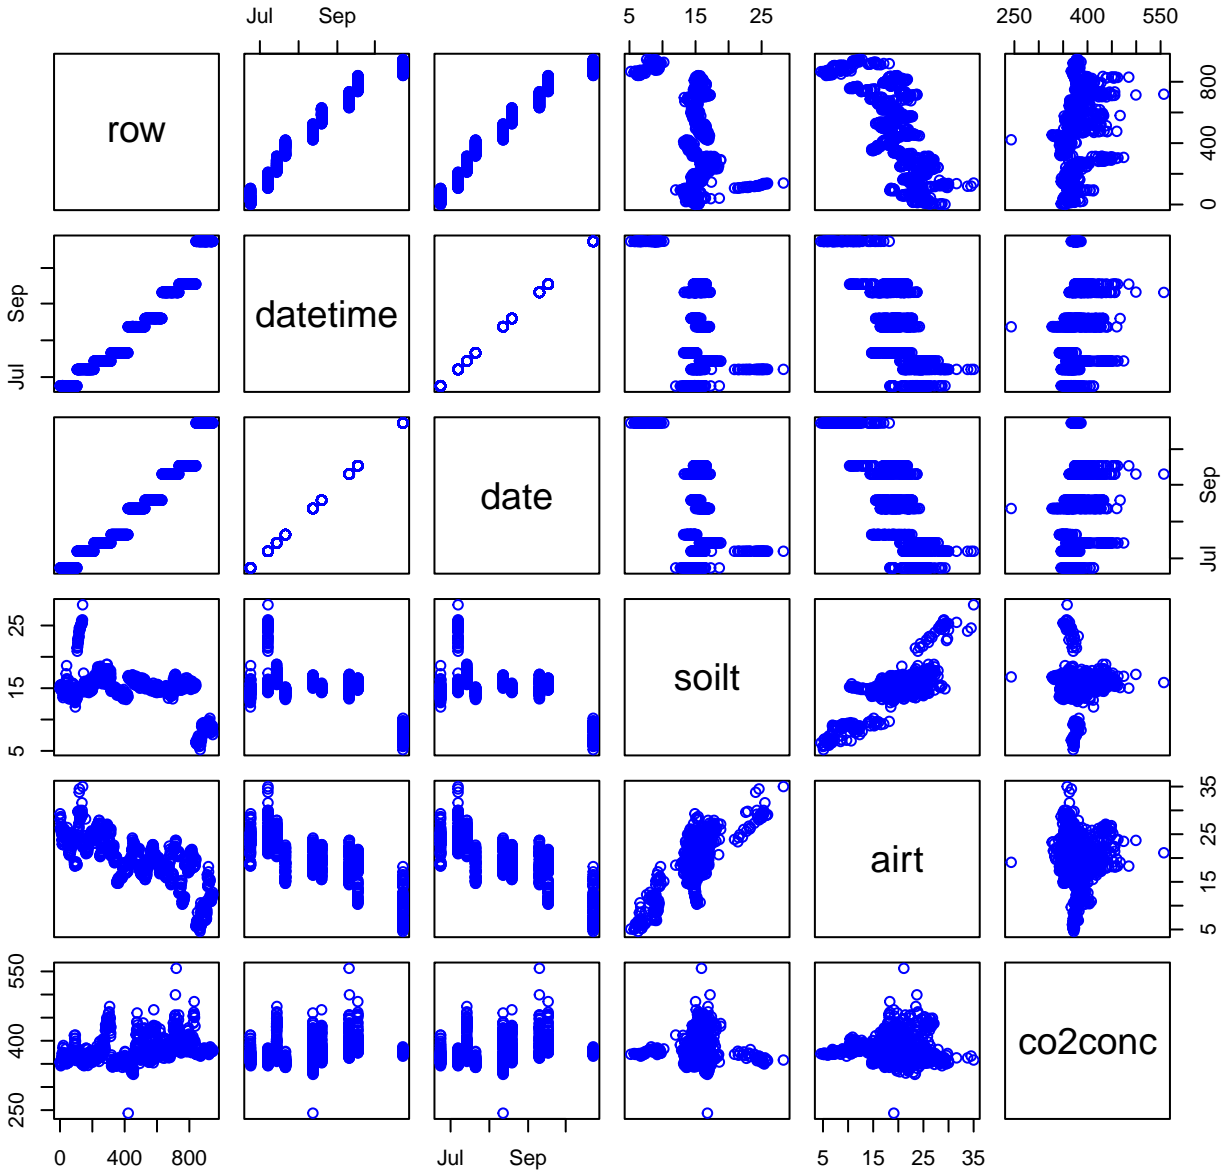 Jul Sep 5 15 25 250 400 550
row 0 400 800
Jul Sep datetime
date Jul Sep
5 15 25 soilt
airt 5 15 25 35
250 400 550 co2conc
0 400 800 Jul Sep 5 15 25 35